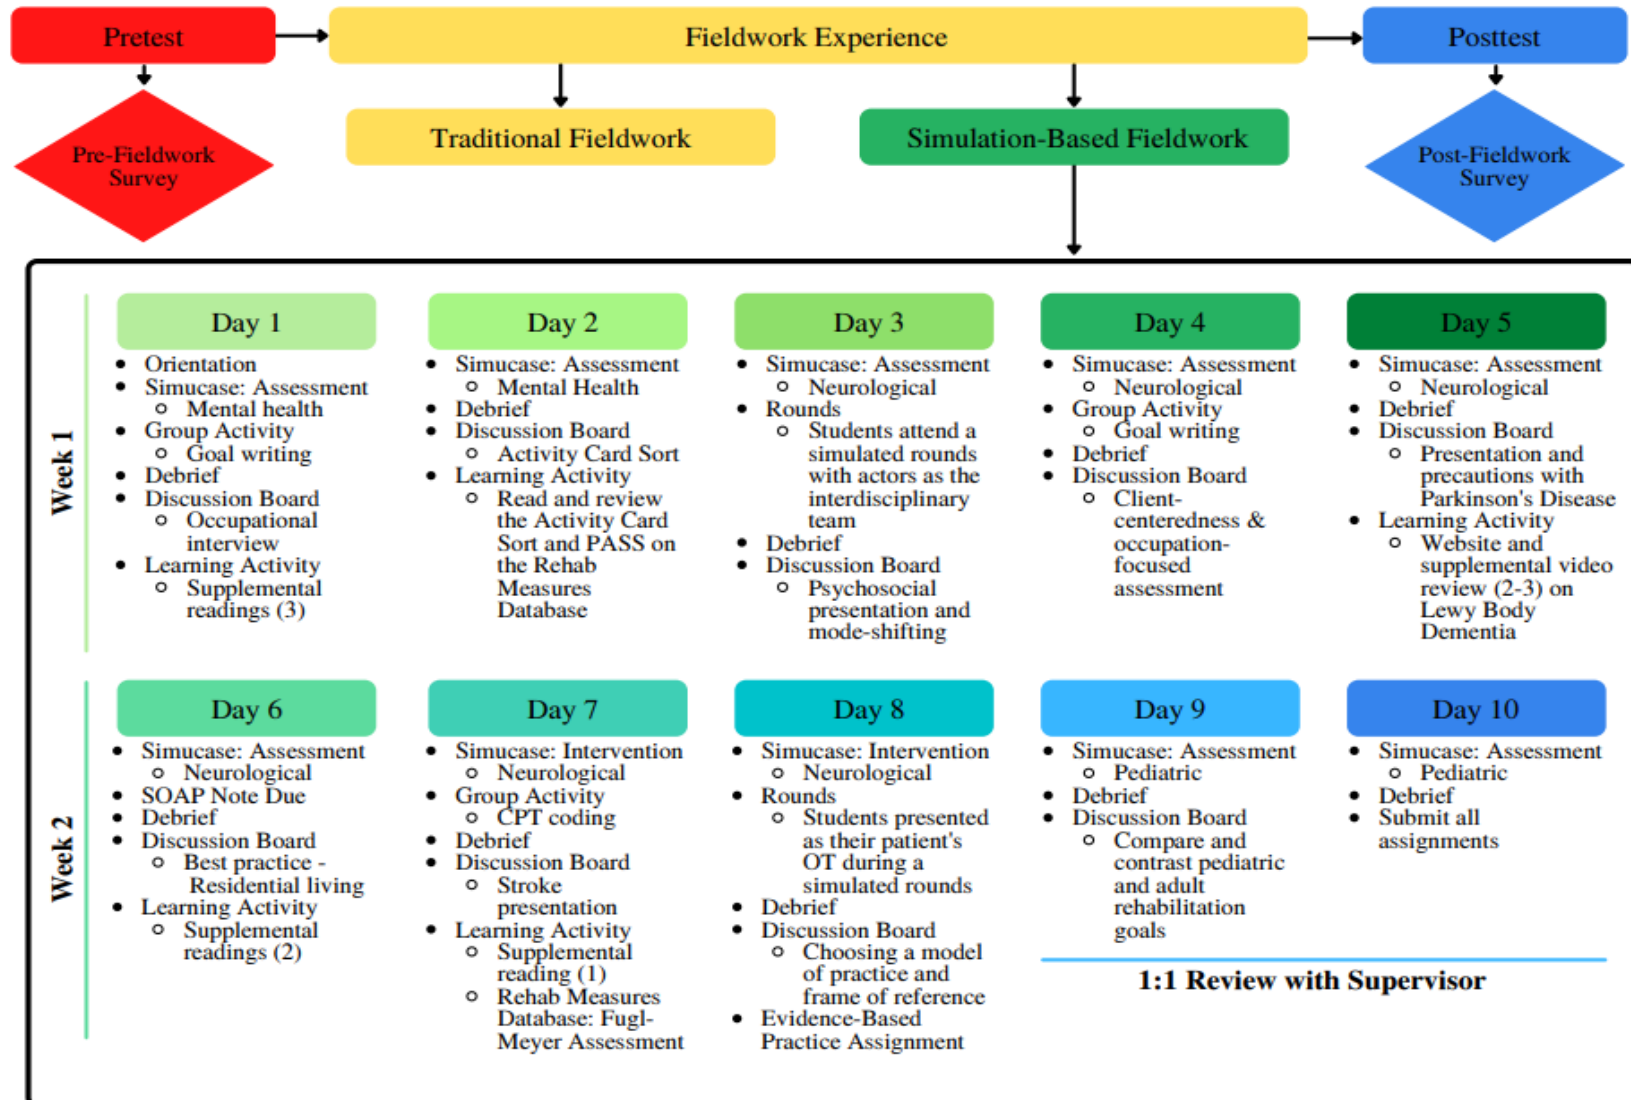 Pretest
Fieldwork Experience
Posttest
Pre-Fieldwork
Survey
Traditional Fieldwork
Simulation-Based Fieldwork
Post-Fieldwork
Survey
Week 1
Day 1
• Orientation
• Simucase: Assessment
o Mental health
• Group Activity
o Goal writing
• Debrief
• Discussion Board
o Occupational
interview
• Learning Activity
o Supplemental
readings (3)
Day 2
• Simucase: Assessment
o Mental Health
• Debrief
• Discussion Board
o Activity Card Sort
• Learning Activity
o Read and review
the Activity Card
Sort and PASS on
the Rehab
Measures
Database
Day 3
• Simucase: Assessment
o Neurological
• Rounds
o Students attend a
simulated rounds
with actors as the
interdisciplinary
team
• Debrief
• Discussion Board
o Psychosocial
presentation and
mode-shifting
Day 4
• Simucase: Assessment
o Neurological
• Group Activity
o Goal writing
• Debrief
• Discussion Board
o Client-
centeredness &
occupation-
focused
assessment
Day 5
• Simucase: Assessment
o Neurological
• Debrief
• Discussion Board
o Presentation and
precautions with
Parkinson's Disease
• Learning Activity
o Website and
supplemental video
review (2-3) on
Lewy Body
Dementia
Week 2
Day 6
• Simucase: Assessment
o Neurological
• SOAP Note Due
• Debrief
• Discussion Board
o Best practice -
Residential living
• Learning Activity
o Supplemental
readings (2)
Day 7
• Simucase: Intervention
o Neurological
• Group Activity
o CPT coding
• Debrief
• Discussion Board
o Stroke
presentation
• Learning Activity
o Supplemental
reading (1)
o Rehab Measures
Database: Fugl-
Meyer Assessment
Day 8
• Simucase: Intervention
o Neurological
• Rounds
o Students presented
as their patient's
OT during a
simulated rounds
• Debrief
• Discussion Board
o Choosing a model
of practice and
frame of reference
• Evidence-Based
Practice Assignment
Day 9
• Simucase: Assessment
o Pediatric
• Debrief
• Discussion Board
o Compare and
contrast pediatric
and adult
rehabilitation
goals
Day 10
• Simucase: Assessment
o Pediatric
• Debrief
• Submit all
assignments
1:1 Review with Supervisor